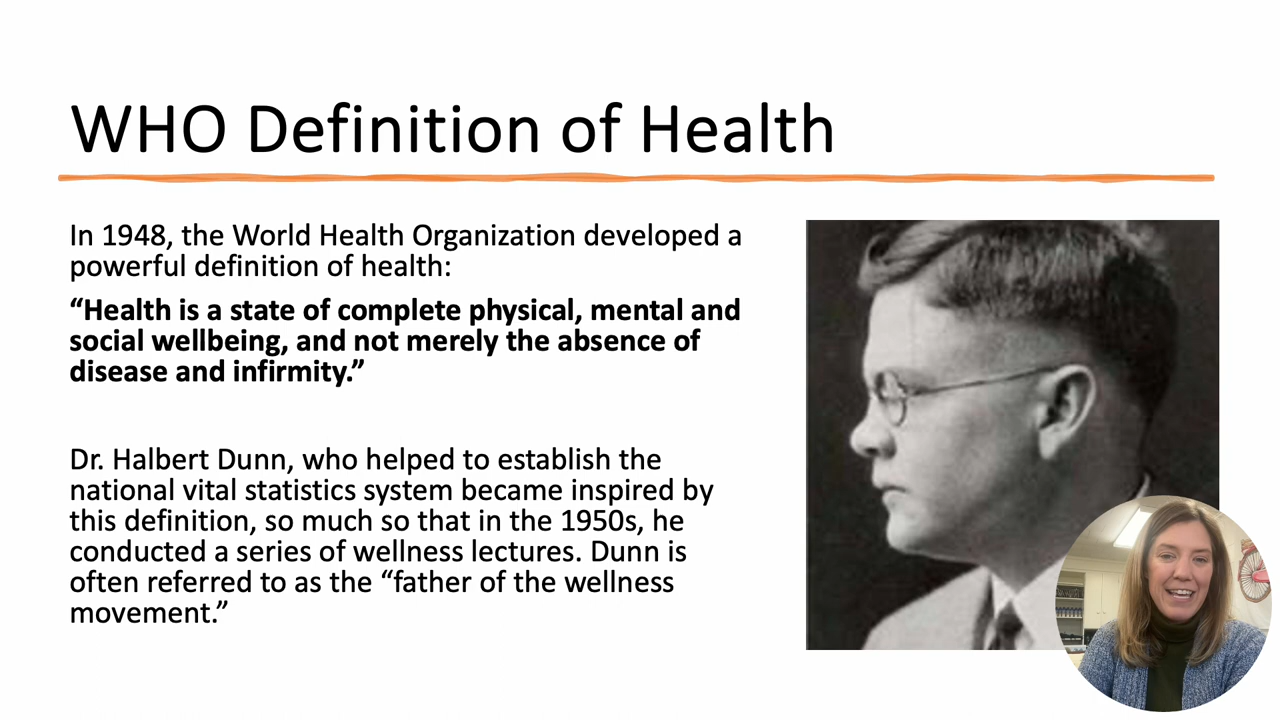 WHO Definition of Health
In 1948, the World Health Organization developed a
powerful definition of health:
“Health is a state of complete physical, mental and
social wellbeing, and not merely the absence of
disease and infirmity.”
Dr. Halbert Dunn, who helped to establish the
national vital statistics system became inspired by
this definition, so much so that in the 1950s, he
conducted a series of wellness lectures. Dunn is
often referred to as the “father of the wellness
movement.”